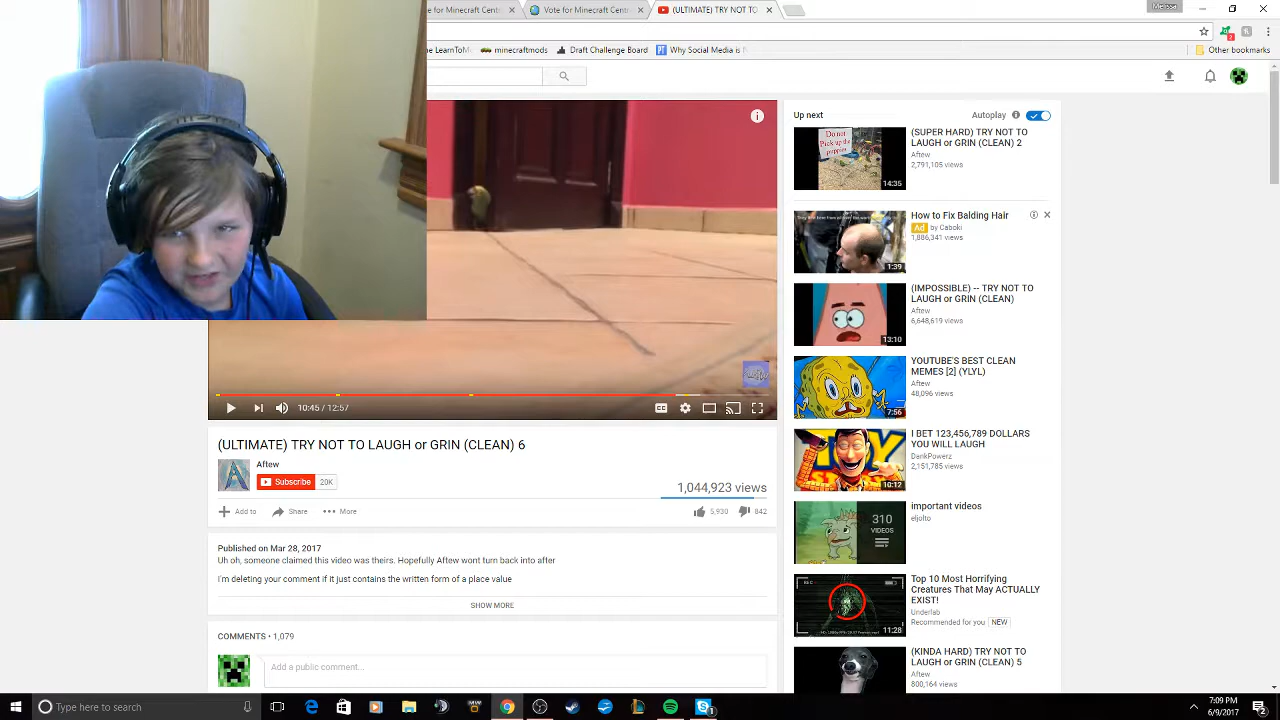 for Minecraft Cent
Vote for Minecraft Cent
(ULTIMATE) TRY NOT TO
Melisse
LearnToMo
minecraftmods
Draft Challenge Board
Why Social Media is
Other bookmarks
Up next
Autoplay
(SUPER HARD) TRY NOT TO
LAUGH or GRIN (CLEAN) 2
Aftew
2,791,105 views
Do not
Pick up the
puppies
14:35
How to Fix Balding Hair
Ad by Caboki
1,886,341 views
1:39
(IMPOSSIBLE) -- TRY NOT TO
LAUGH or GRIN (CLEAN)
Aftew
6,648,619 views
13:10
YOUTUBE'S BEST CLEAN
MEMES [2] (YLYL)
Aftew
48,096 views
7:56
I BET 123,456,789 DOLLARS
YOU WILL LAUGH
DankPowerz
2,151,785 views
10:12
important videos
eljolto
310
VIDEOS
Top 10 Most Horrifying
Creatures That May ACTUALLY
EXIST!
Underlab
Recommended for you NEW
REC
11:28
(KINDA HARD) TRY NOT TO
LAUGH or GRIN (CLEAN) 5
Aftew
800,164 views
10:45 / 12:57
(ULTIMATE) TRY NOT TO LAUGH or GRIN (CLEAN) 6
Aftew
Subscribe 20K
1,044,923 views
Add to Share More
5,930 842
Published on Mar 28, 2017
Uh oh, someone claimed this video was theirs. Hopefully Aftew wont turn back into after.
I'm deleting your comment if it just contains the written form of a place value
SHOW MORE
COMMENTS • 1,079
Add a public comment...
Type here to search
7:09 PM
6/9/2017